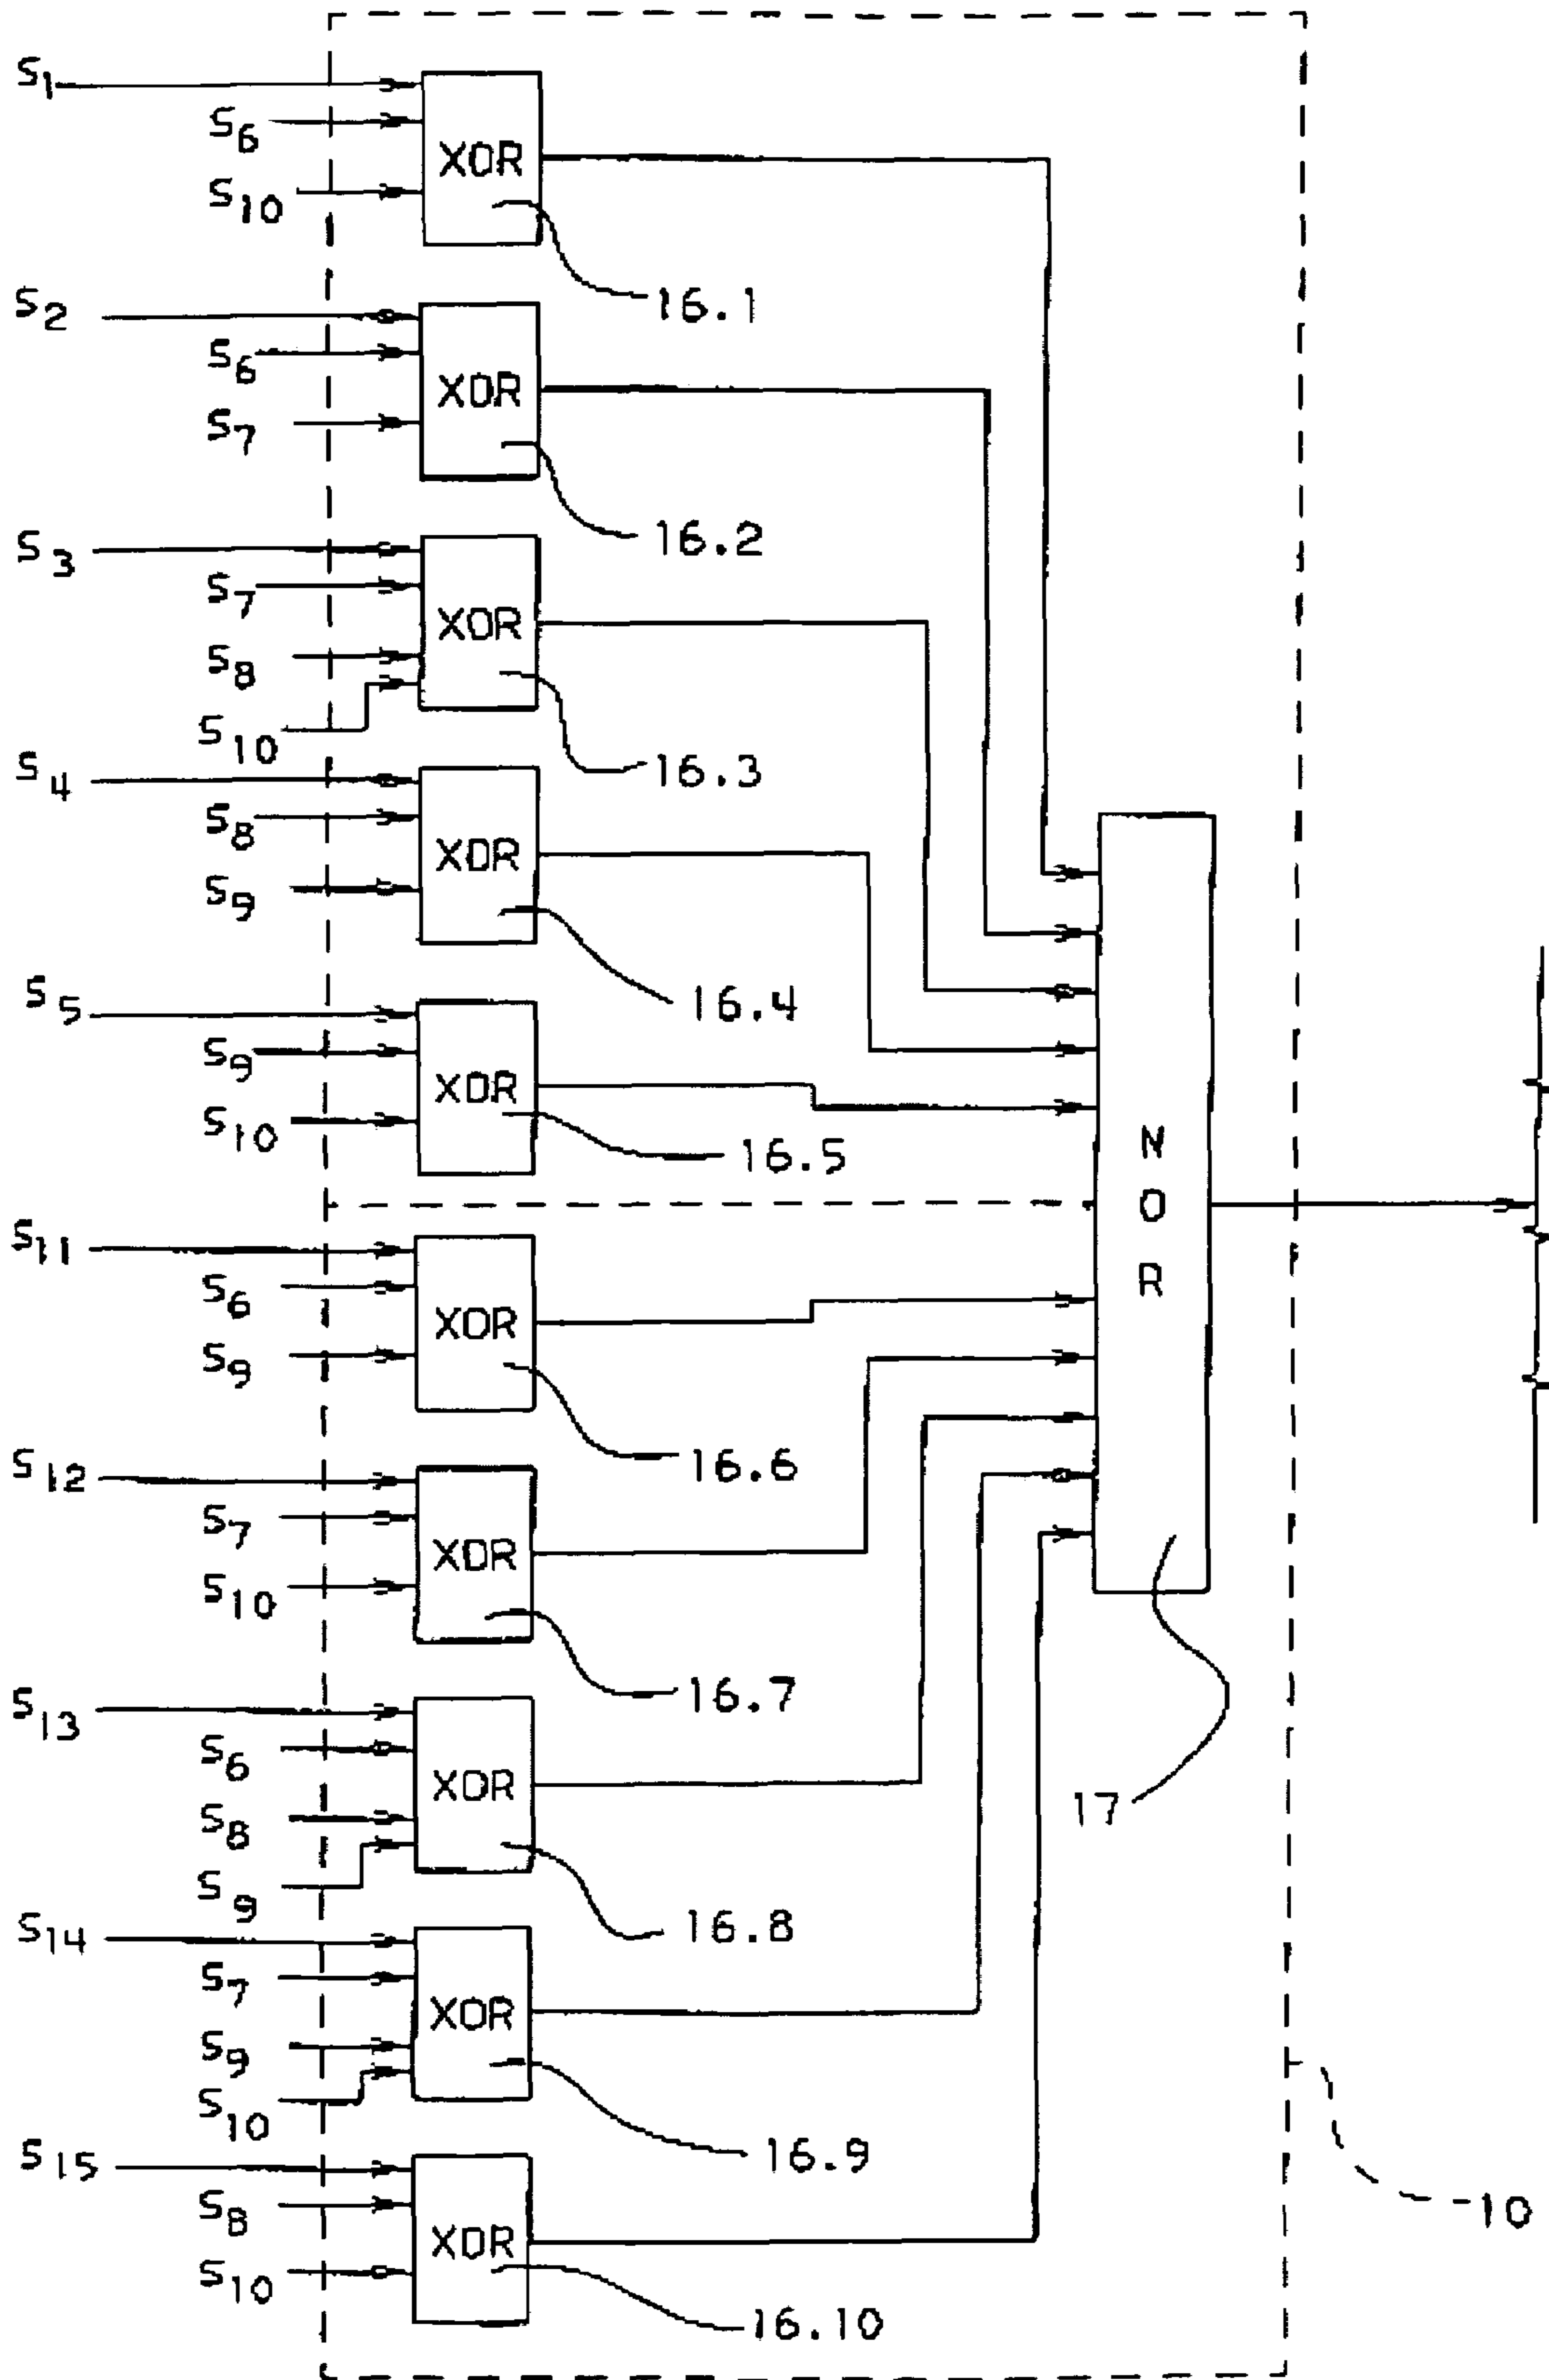 S1
S6
XOR
S10
16.1
S2
S6
XOR
S7
16.2
S3
S7
XOR
S8
S10
16.3
S4
S8
XOR
S9
16.4
S5
S9
XOR
S10
16.5
NOR
S11
S6
XOR
S9
16.6
S12
S7
XOR
S10
16.7
S13
S6
XOR
S8
17
S9
16.8
S14
S7
XOR
S9
S10
16.9
S15
S8
10
XOR
S10
16.10